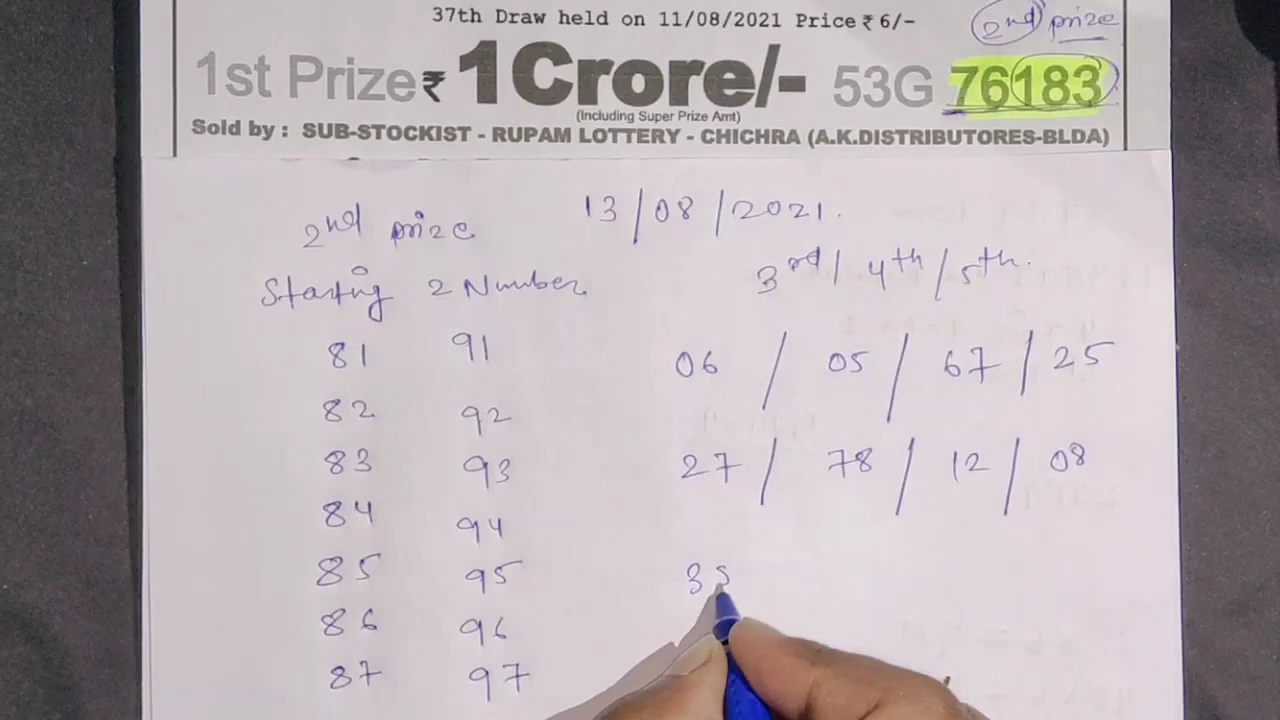 37th Draw held on 11/08/2021 Price ₹ 6/-
2nd prize
1st Prize ₹ 1 Crore/- 53G 76183
(Including Super Prize Amt)
Sold by : SUB-STOCKIST - RUPAM LOTTERY - CHICHRA (A.K.DISTRIBUTORES-BLDA)
13/08/2021.
2nd prize
3rd/4th/5th.
Starting 2 Number
81 91
06 / 05 / 67 / 25
82 92
83 93
27 / 78 / 12 / 08
84 94
85 95
35
86 96
87 97